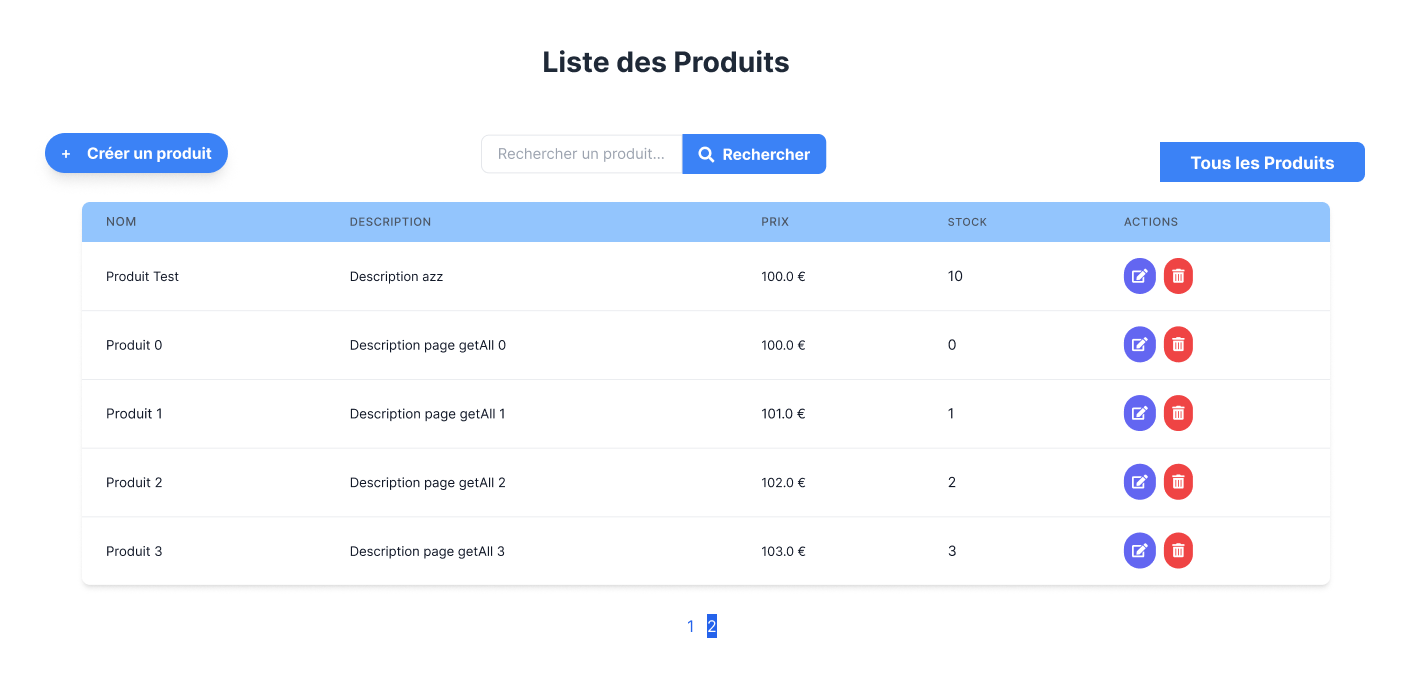 Liste des Produits
+ Créer un produit
Rechercher un produit...
Rechercher
Tous les Produits
NOM DESCRIPTION PRIX STOCK ACTIONS
Produit Test Description azz 100.0 € 10
Produit 0 Description page getAll 0 100.0 € 0
Produit 1 Description page getAll 1 101.0 € 1
Produit 2 Description page getAll 2 102.0 € 2
Produit 3 Description page getAll 3 103.0 € 3
1 2